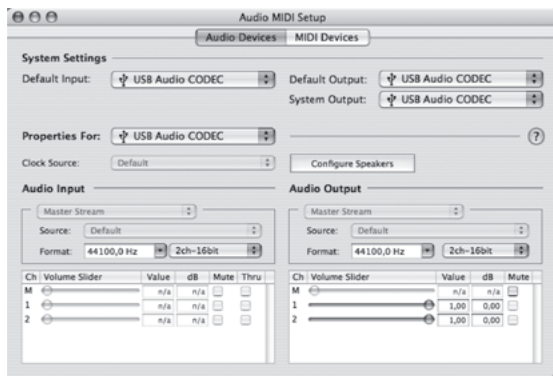 Audio MIDI Setup
Audio Devices MIDI Devices
System Settings
Default Input: USB Audio CODEC
Default Output: USB Audio CODEC
System Output: USB Audio CODEC
Properties For: USB Audio CODEC
?
Clock Source: Default
Configure Speakers
Audio Input
Audio Output
Master Stream
Source: Default
Format: 44100,0 Hz 2ch-16bit
Master Stream
Source: Default
Format: 44100,0 Hz 2ch-16bit
Ch Volume Slider Value dB Mute Thru
M n/a n/a
1 n/a n/a
2 n/a n/a
Ch Volume Slider Value dB Mute
M n/a n/a
1 1,00 0,00
2 1,00 0,00